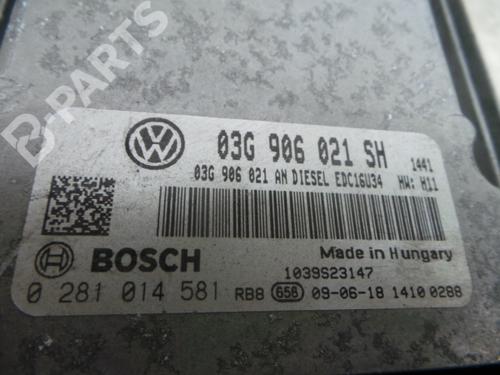 B-PARTS
03G 906 021 SH 1441
03G 906 021 AN DIESEL EDC16U34 HW: H11
BOSCH
Made in Hungary
1039S23147
0 281 014 581 RB8 656 09-06-18 1410 0288